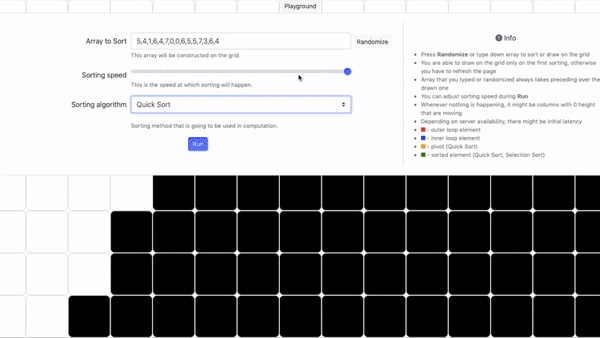 Playground
Array to Sort
5,4,1,6,4,7,0,0,6,5,5,7,3,6,4
Randomize
This array will be constructed on the grid.
Sorting speed
This is the speed at which sorting will happen.
Sorting algorithm
Quick Sort
Sorting method that is going to be used in computation.
Run
Info
Press Randomize or type down array to sort or draw on the grid
You are able to draw on the grid only on the first sorting, otherwise
you have to refresh the page
Array that you typed or randomized always takes preceding over the
drawn one
You can adjust sorting speed during Run
Whenever nothing is happening, it might be columns with 0 height
that are moving
Depending on server availability, there might be initial latency
- outer loop element
- inner loop element
- pivot (Quick Sort)
- sorted element (Quick Sort, Selection Sort)